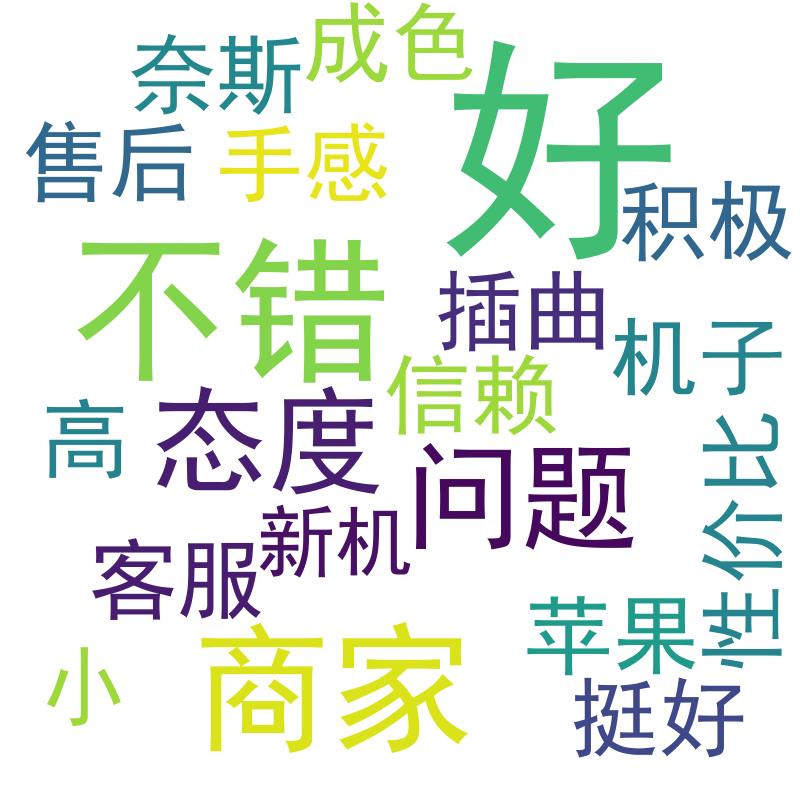 成色
奈斯
好
售后
手感
积极
不错
插曲
机子
信赖
高
态度
问题
性价比
新机
客服
苹果
商家
小
挺好